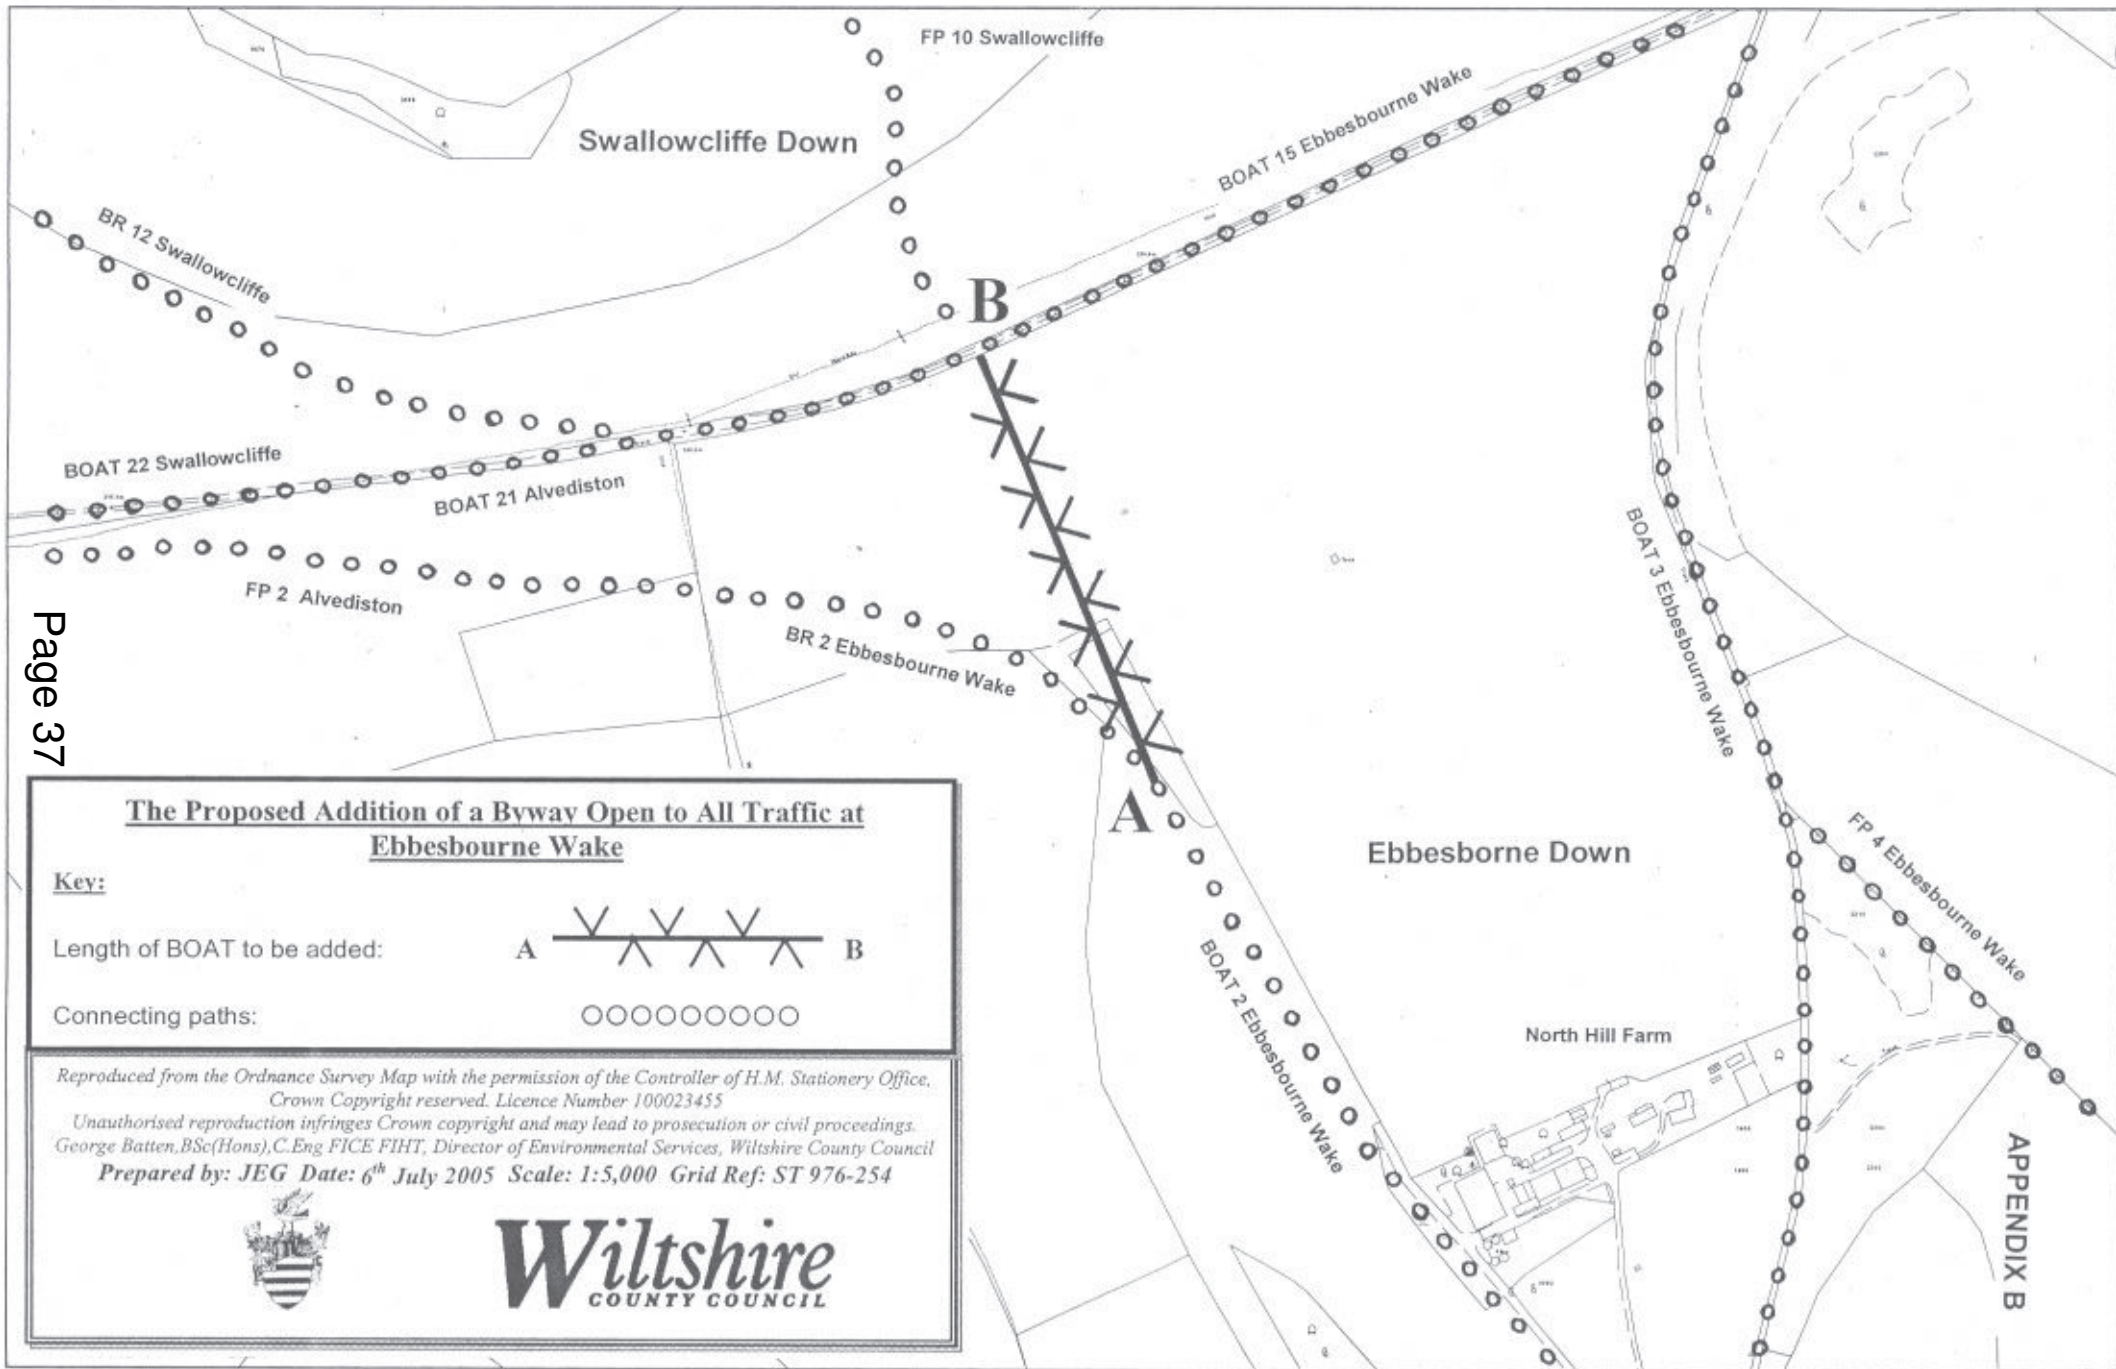 FP 10 Swallowcliffe
Swallowcliffe Down
BOAT 15 Ebbesbourne Wake
BR 12 Swallowcliffe
B
BOAT 22 Swallowcliffe
BOAT 21 Alvediston
FP 2 Alvediston
BR 2 Ebbesbourne Wake
BOAT 3 Ebbesbourne Wake
Page 37
A
Ebbesborne Down
FP 4 Ebbesbourne Wake
BOAT 2 Ebbesbourne Wake
North Hill Farm
APPENDIX B
The Proposed Addition of a Byway Open to All Traffic at
Ebbesbourne Wake
Key:
Length of BOAT to be added: A B
Connecting paths:
Reproduced from the Ordnance Survey Map with the permission of the Controller of H.M. Stationery Office,
Crown Copyright reserved. Licence Number 100023455
Unauthorised reproduction infringes Crown copyright and may lead to prosecution or civil proceedings.
George Batten,BSc(Hons),C.Eng FICE FIHT, Director of Environmental Services, Wiltshire County Council
Prepared by: JEG Date: 6th July 2005 Scale: 1:5,000 Grid Ref: ST 976-254
Wiltshire
COUNTY COUNCIL